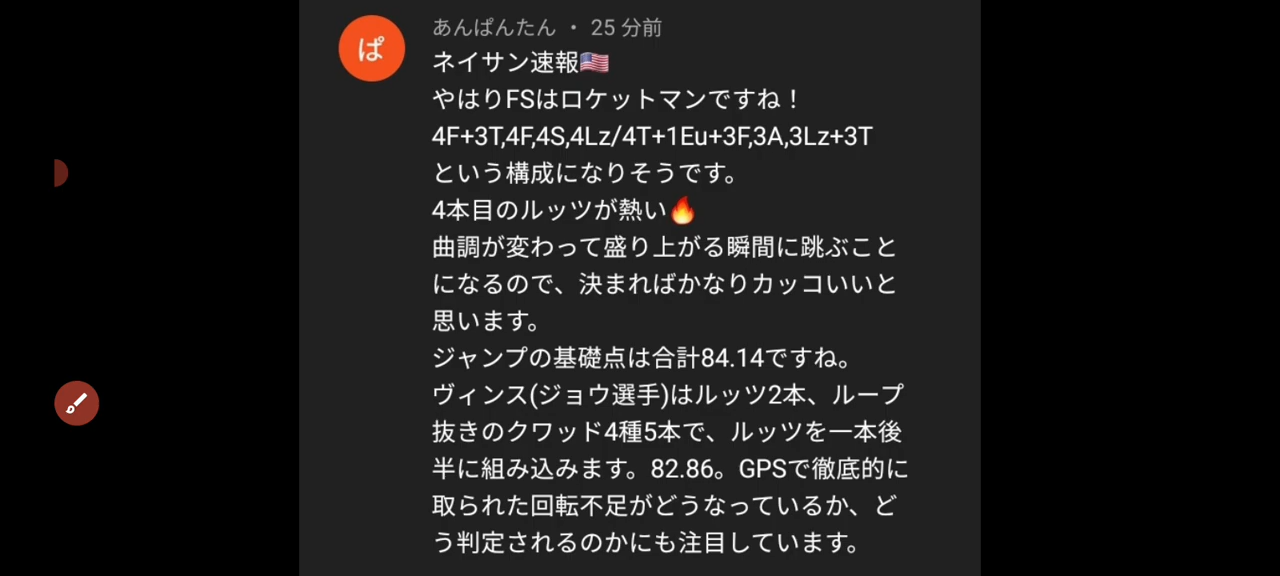 ぱ
あんぱんたん ・ 25 分前
ネイサン速報🇺🇸
やはりFSはロケットマンですね！
4F+3T,4F,4S,4Lz/4T+1Eu+3F,3A,3Lz+3T
という構成になりそうです。
4本目のルッツが熱い🔥
曲調が変わって盛り上がる瞬間に跳ぶこと
になるので、決まればかなりカッコいいと
思います。
ジャンプの基礎点は合計84.14ですね。
ヴィンス(ジョウ選手)はルッツ2本、ループ
抜きのクワッド4種5本で、ルッツを一本後
半に組み込みます。82.86。GPSで徹底的に
取られた回転不足がどうなっているか、ど
う判定されるのかにも注目しています。